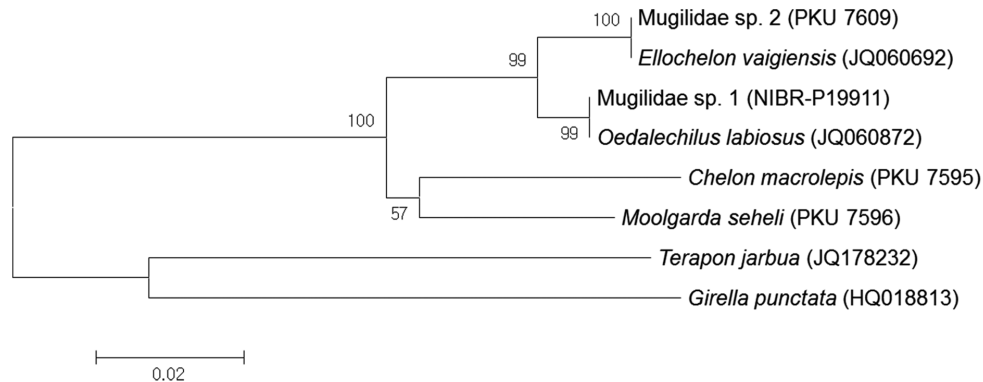 100
Mugilidae sp. 2 (PKU 7609)
Ellochelon vaigiensis (JQ060692)
99
Mugilidae sp. 1 (NIBR-P19911)
99
Oedalechilus labiosus (JQ060872)
100
Chelon macrolepis (PKU 7595)
57
Moolgarda seheli (PKU 7596)
Terapon jarbua (JQ178232)
Girella punctata (HQ018813)
0.02